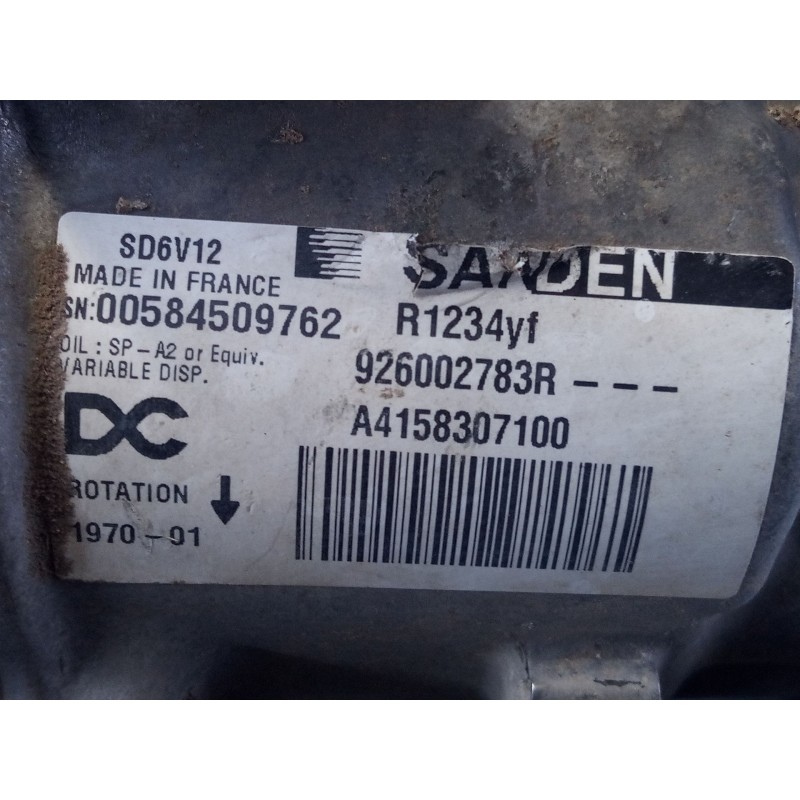 SD6V12
SANDEN
MADE IN FRANCE
SN:00584509762
R1234yf
OIL : SP-A2 or Equiv.
VARIABLE DISP.
926002783R---
DC
A4158307100
ROTATION
1970-01